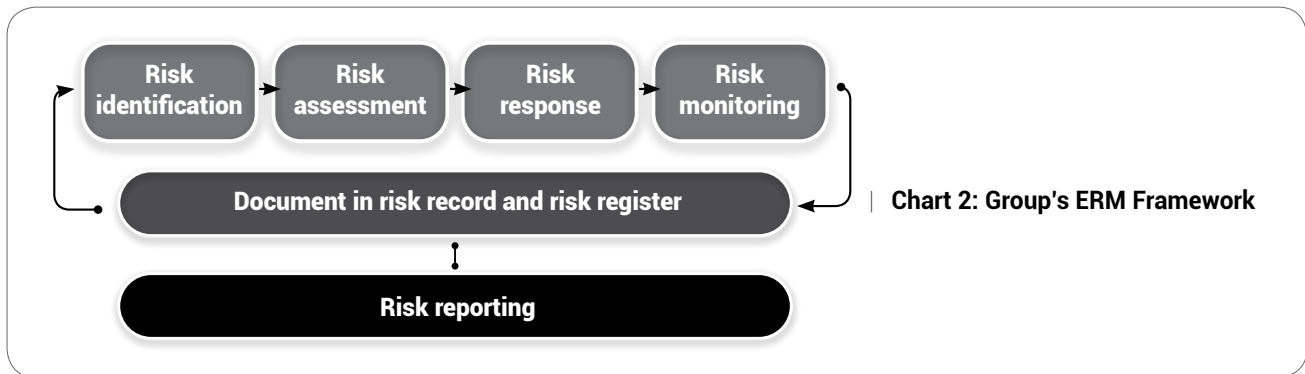 Risk
identification
Risk
assessment
Risk
response
Risk
monitoring
Document in risk record and risk register
Chart 2: Group's ERM Framework
Risk reporting